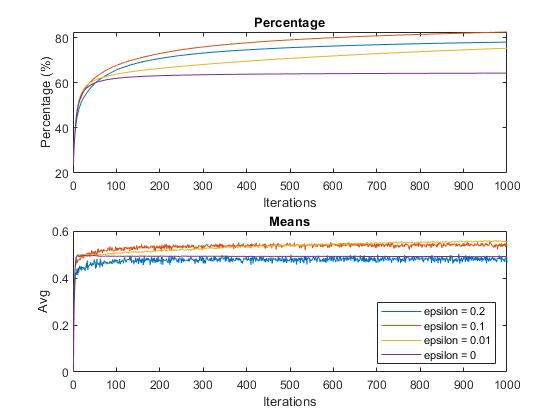 Percentage
Percentage (%)
80
60
40
20
0 100 200 300 400 500 600 700 800 900 1000
Iterations
Means
Avg
0.6
0.4
0.2
0
0 100 200 300 400 500 600 700 800 900 1000
Iterations
epsilon = 0.2
epsilon = 0.1
epsilon = 0.01
epsilon = 0